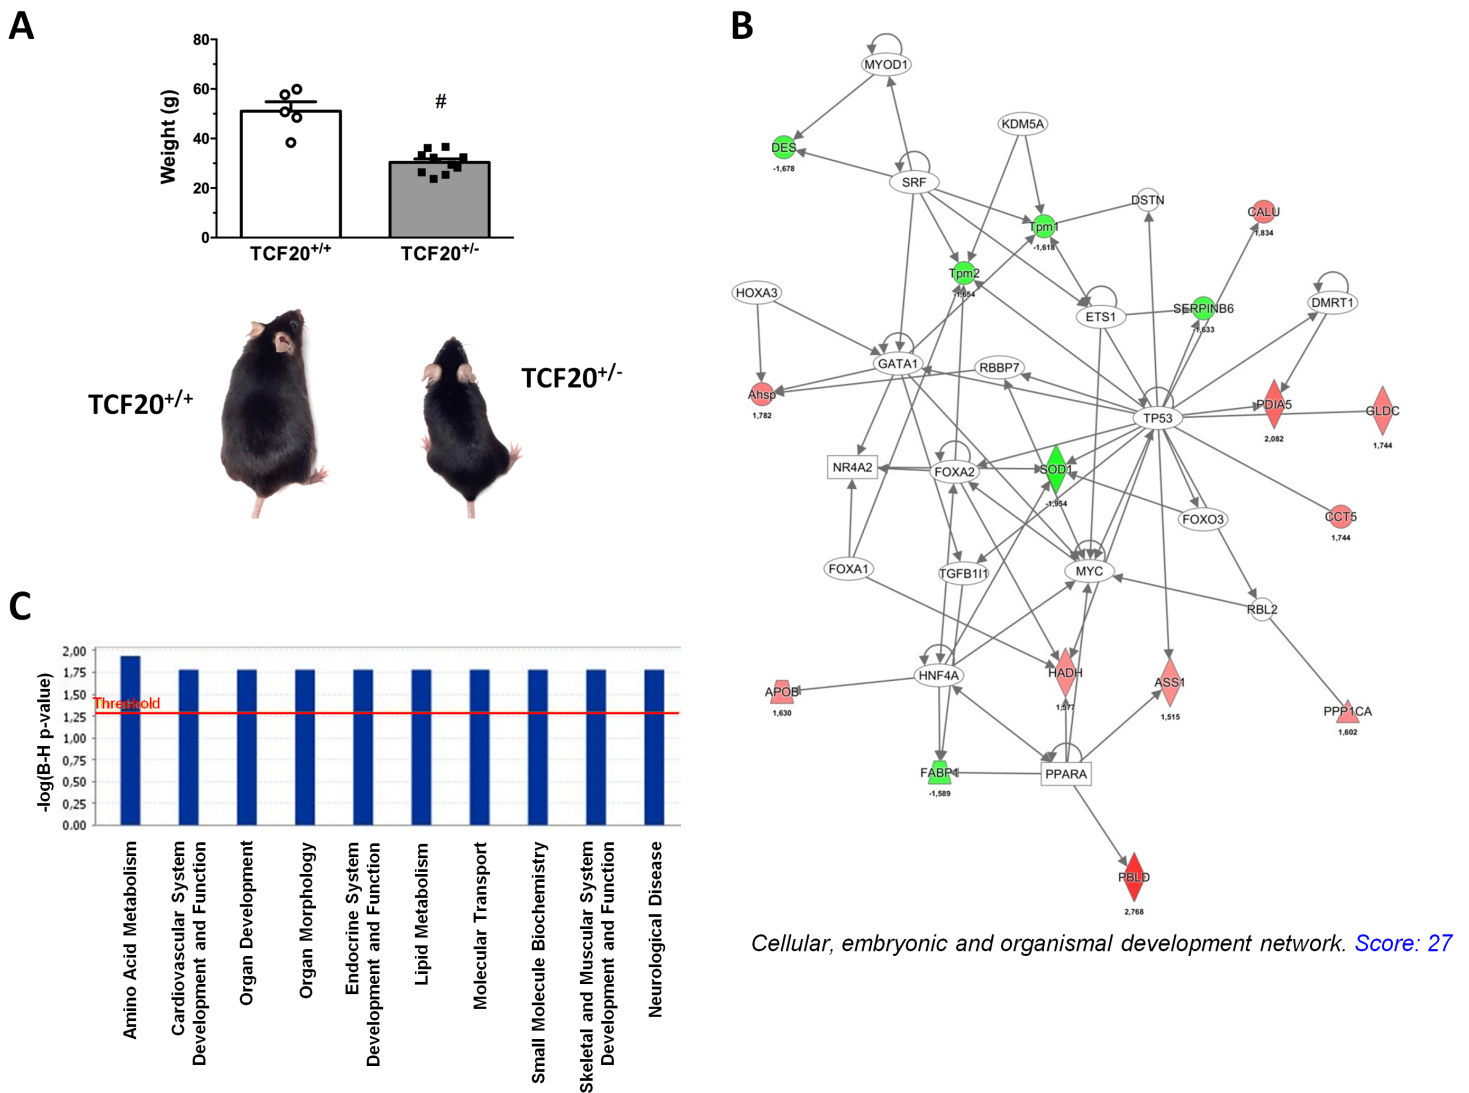 A
80
60
40
20
0
Weight (g)
#
TCF20+/+
TCF20+/-
TCF20+/+
TCF20+/-
B
MYOD1
KDM5A
DES
-1,678
SRF
DSTN
Tpm1
-1,618
CALU
1,834
Tpm2
-1,654
HOXA3
ETS1
SERPINB6
-1,633
DMRT1
GATA1
RBBP7
Ahsp
1,782
TP53
PDIA5
2,082
GLDC
1,744
NR4A2
FOXA2
SOD1
-1,954
FOXO3
CCT5
1,744
FOXA1
TGFB1I1
MYC
RBL2
HNF4A
HADH
1,577
ASS1
1,515
APOB
1,630
PPP1CA
1,602
FABP1
-1,589
PPARA
PBLD
2,768
Cellular, embryonic and organismal development network. Score: 27
C
-log(B-H p-value)
2,00
1,75
1,50
1,25
1,00
0,75
0,50
0,25
0.00
Threshold
Amino Acid Metabolism
Cardiovascular System
Development and Function
Organ Development
Organ Morphology
Endocrine System
Development and Function
Lipid Metabolism
Molecular Transport
Small Molecule Biochemistry
Skeletal and Muscular System
Development and Function
Neurological Disease